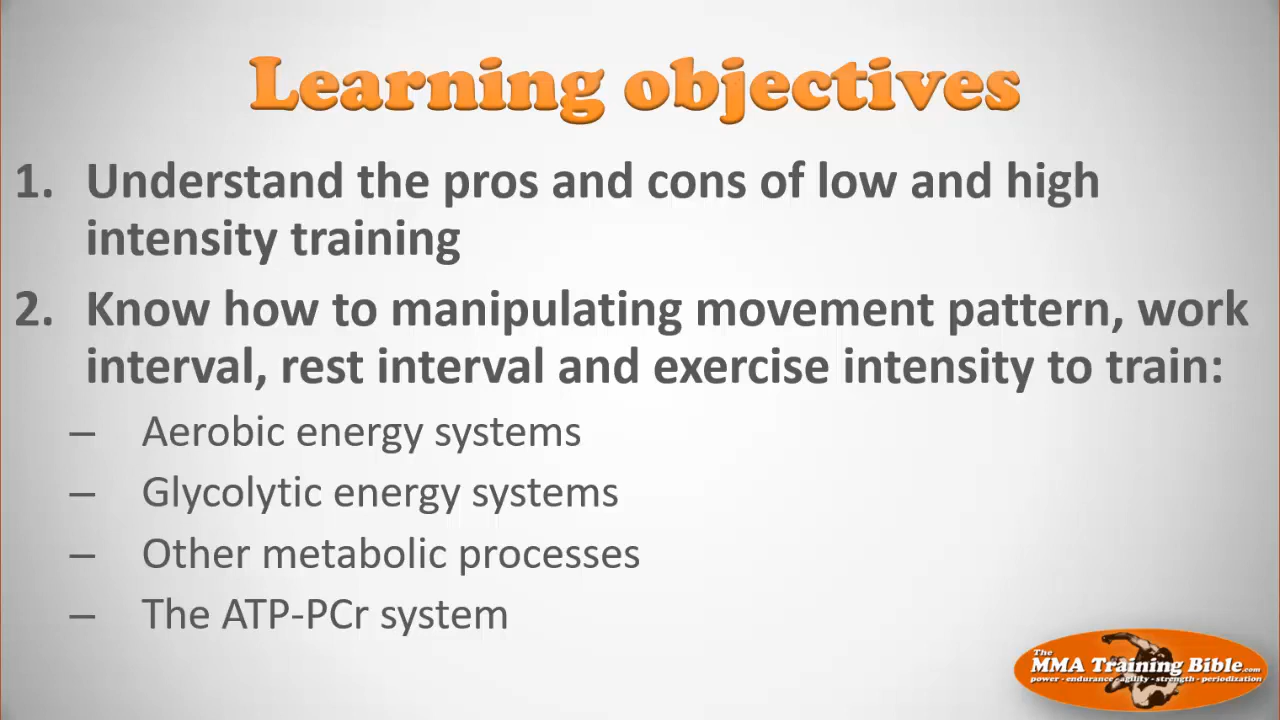 Learning objectives
1. Understand the pros and cons of low and high
intensity training
2. Know how to manipulating movement pattern, work
interval, rest interval and exercise intensity to train:
– Aerobic energy systems
– Glycolytic energy systems
– Other metabolic processes
– The ATP-PCr system
The
MMA Training Bible.com
power - endurance - agility - strength - periodization